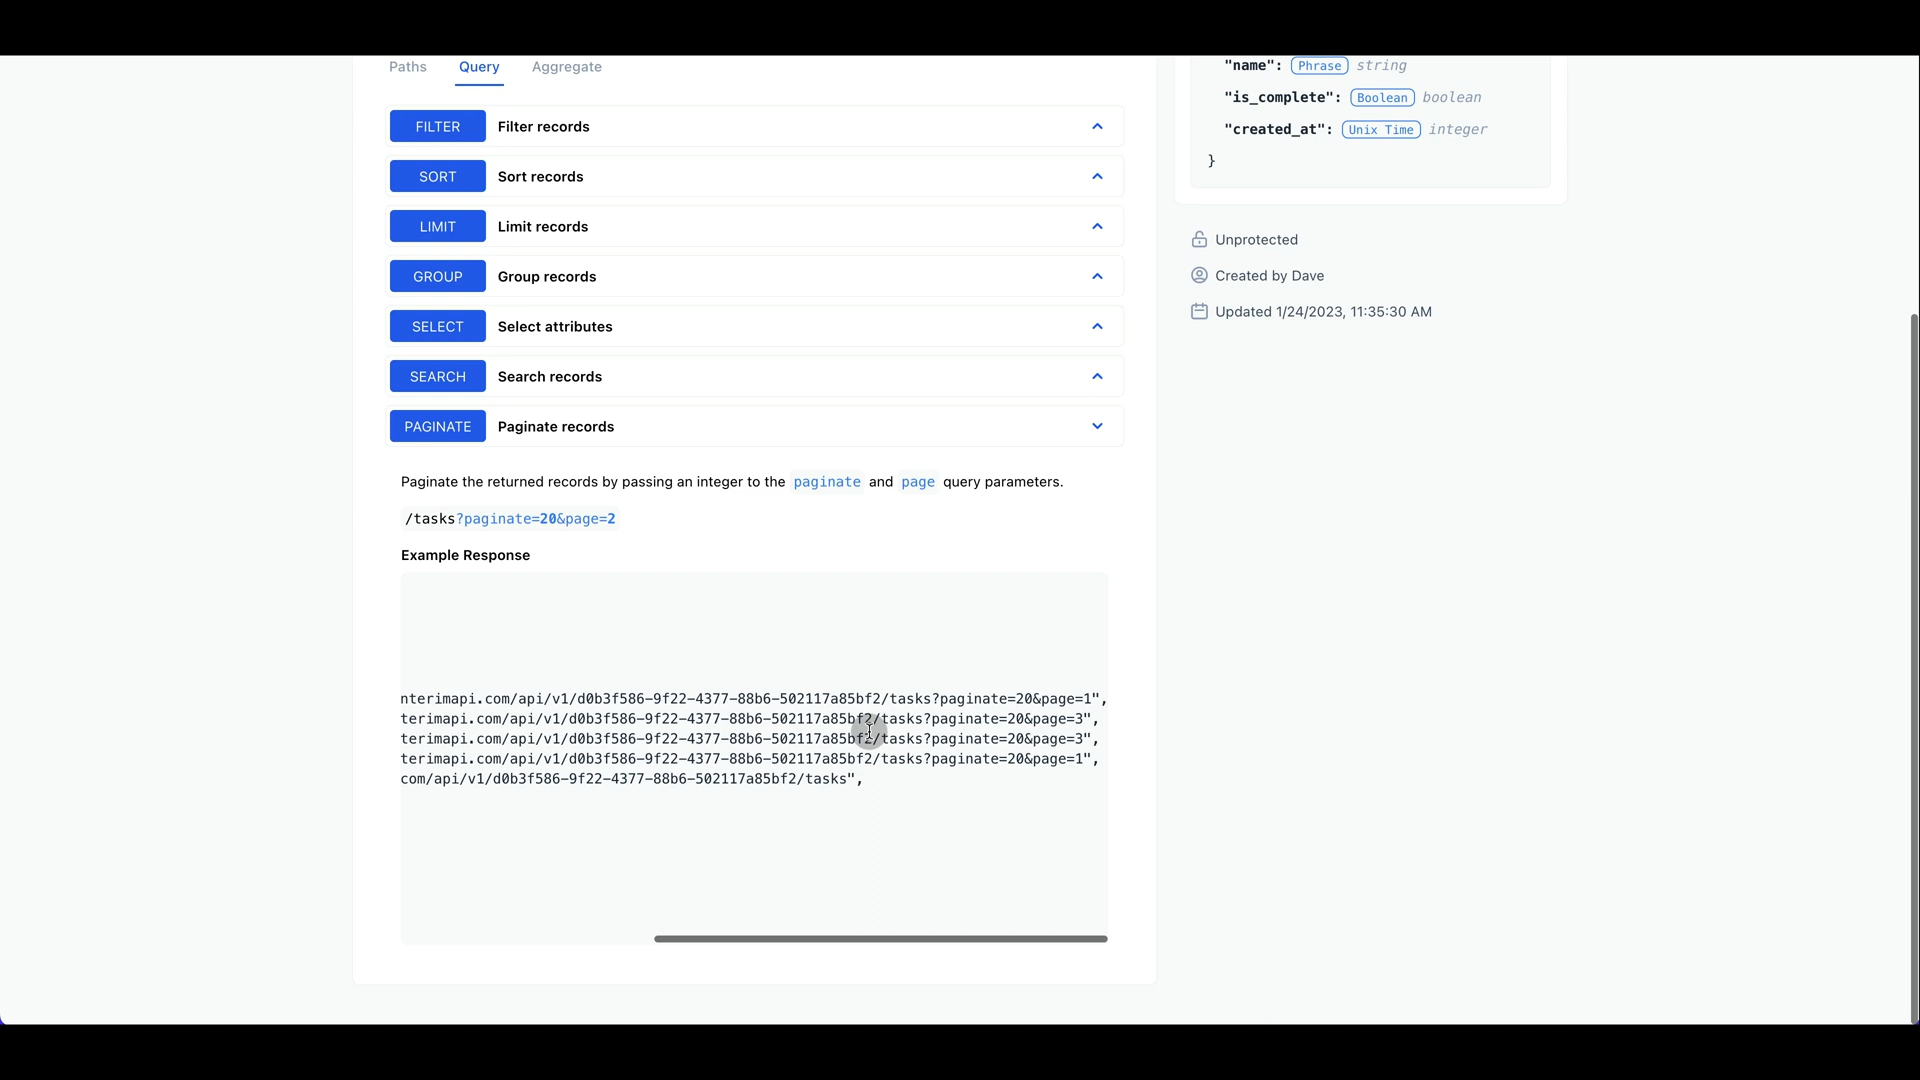 Paths Query Aggregate
FILTER Filter records
SORT Sort records
LIMIT Limit records
GROUP Group records
SELECT Select attributes
SEARCH Search records
PAGINATE Paginate records
Paginate the returned records by passing an integer to the paginate and page query parameters.
/tasks?paginate=20&page=2
Example Response
nterimapi.com/api/v1/d0b3f586-9f22-4377-88b6-502117a85bf2/tasks?paginate=20&page=1",
terimapi.com/api/v1/d0b3f586-9f22-4377-88b6-502117a85bf2/tasks?paginate=20&page=3",
terimapi.com/api/v1/d0b3f586-9f22-4377-88b6-502117a85bf2/tasks?paginate=20&page=3",
terimapi.com/api/v1/d0b3f586-9f22-4377-88b6-502117a85bf2/tasks?paginate=20&page=1",
com/api/v1/d0b3f586-9f22-4377-88b6-502117a85bf2/tasks",
"name": Phrase string
"is_complete": Boolean boolean
"created_at": Unix Time integer
}
Unprotected
Created by Dave
Updated 1/24/2023, 11:35:30 AM